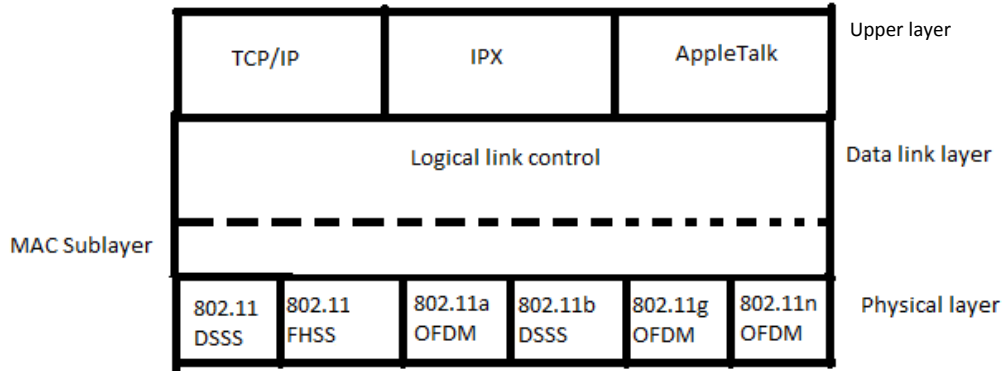 Upper layer
TCP/IP
IPX
AppleTalk
Logical link control
Data link layer
MAC Sublayer
802.11
DSSS
802.11
FHSS
802.11a
OFDM
802.11b
DSSS
802.11g
OFDM
802.11n
OFDM
Physical layer